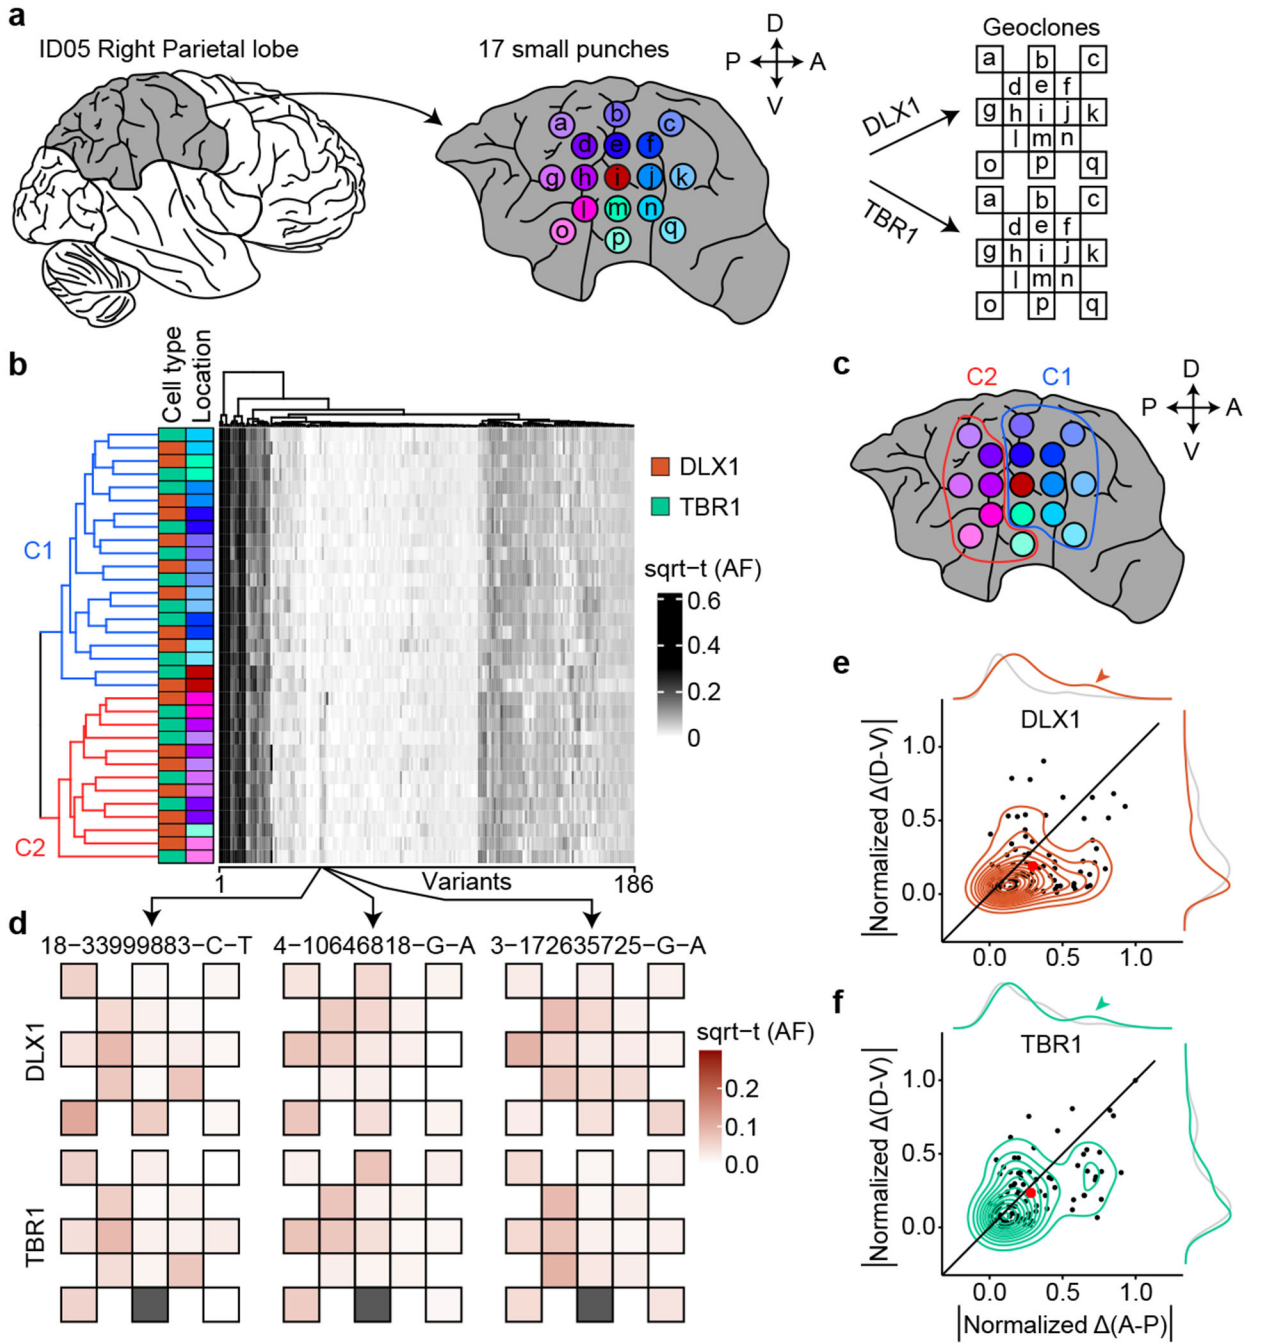 a
ID05 Right Parietal lobe
17 small punches
D
P A
V
a b c
d e f
g h i j k
l m n
o p q
DLX1
TBR1
Geoclones
a b c
d e f
g h i j k
l m n
o p q
a b c
d e f
g h i j k
l m n
o p q
b
Cell type
Location
C1
C2
DLX1
TBR1
sqrt−t (AF)
0.6
0.4
0.2
0
1 Variants 186
c
C2 C1
D
P A
V
d
18−33999883−C−T 4−10646818−G−A 3−172635725−G−A
DLX1
TBR1
sqrt−t (AF)
0.2
0.1
0.0
e
DLX1
|Normalized Δ(D-V)|
1.0
0.5
0.0
0.0 0.5 1.0
f
TBR1
|Normalized Δ(D-V)|
1.0
0.5
0.0
0.0 0.5 1.0
|Normalized Δ(A-P)|